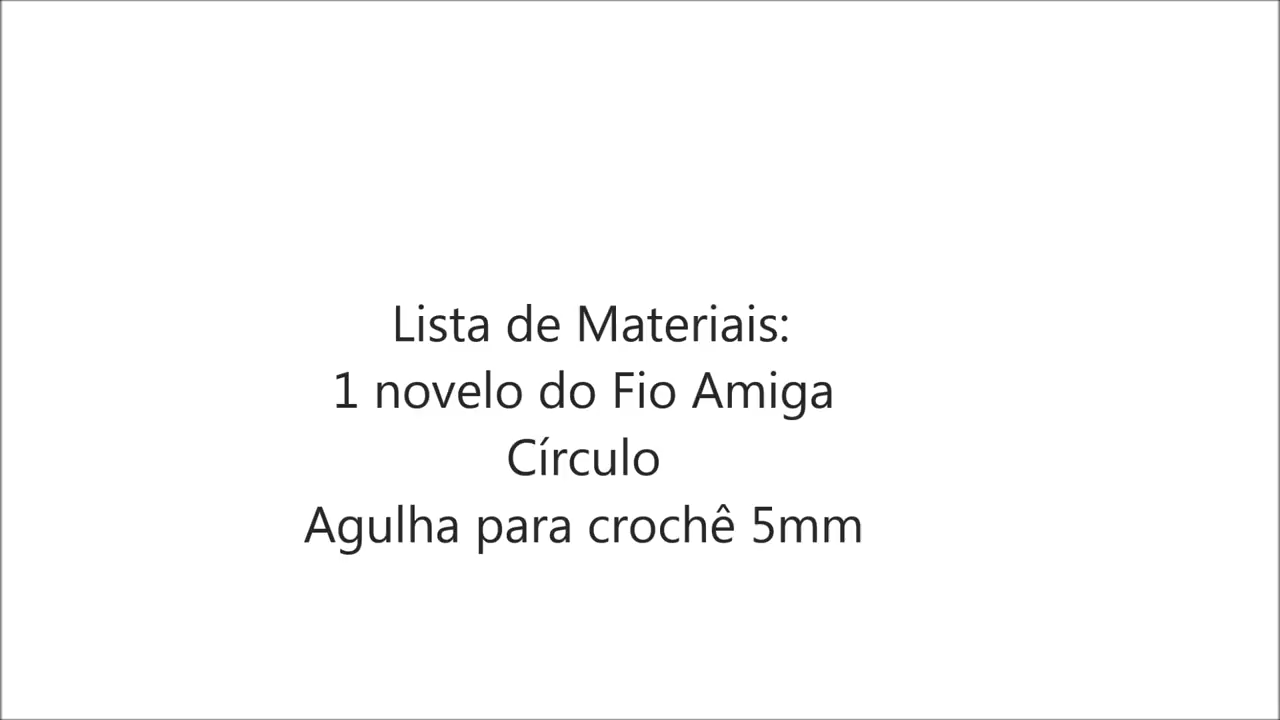 Lista de Materiais:
1 novelo do Fio Amiga
Círculo
Agulha para crochê 5mm